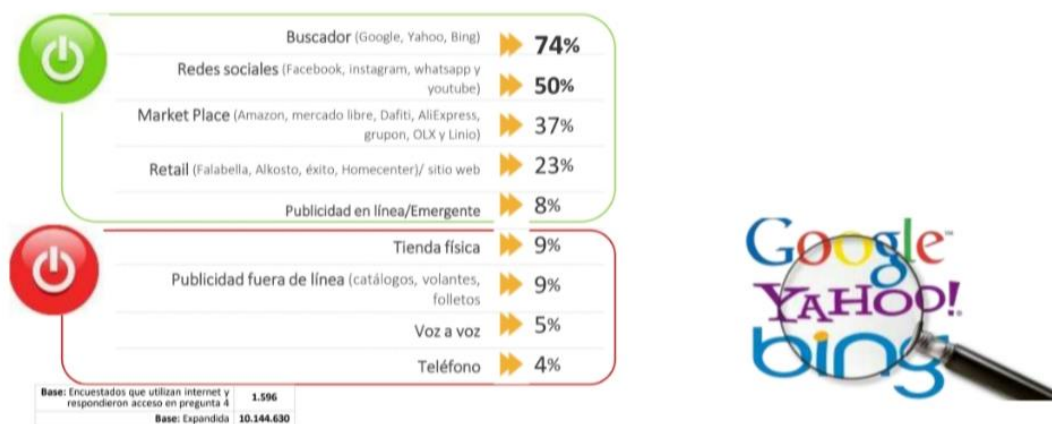 Buscador (Google, Yahoo, Bing) 74%
Redes sociales (Facebook, instagram, whatsapp y
youtube) 50%
Market Place (Amazon, mercado libre, Dafiti, AliExpress,
grupon, OLX y Linio) 37%
Retail (Falabella, Alkosto, éxito, Homecenter)/ sitio web 23%
Publicidad en línea/Emergente 8%
Tienda física 9%
Publicidad fuera de línea (catálogos, volantes,
folletos 9%
Voz a voz 5%
Teléfono 4%
Base: Encuestados que utilizan internet y
respondieron acceso en pregunta 4 1.596
Base: Expandida 10.144.630
Google™
YAHOO!
bing